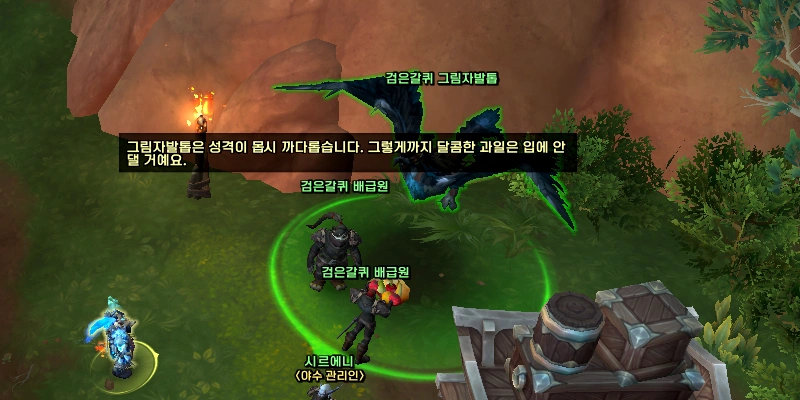 검은갈퀴 그림자발톱
그림자발톱은 성격이 몹시 까다롭습니다. 그렇게까지 달콤한 과일은 입에 안
댈 거예요.
검은갈퀴 배급원
검은갈퀴 배급원
시르에니
<야수 관리인>